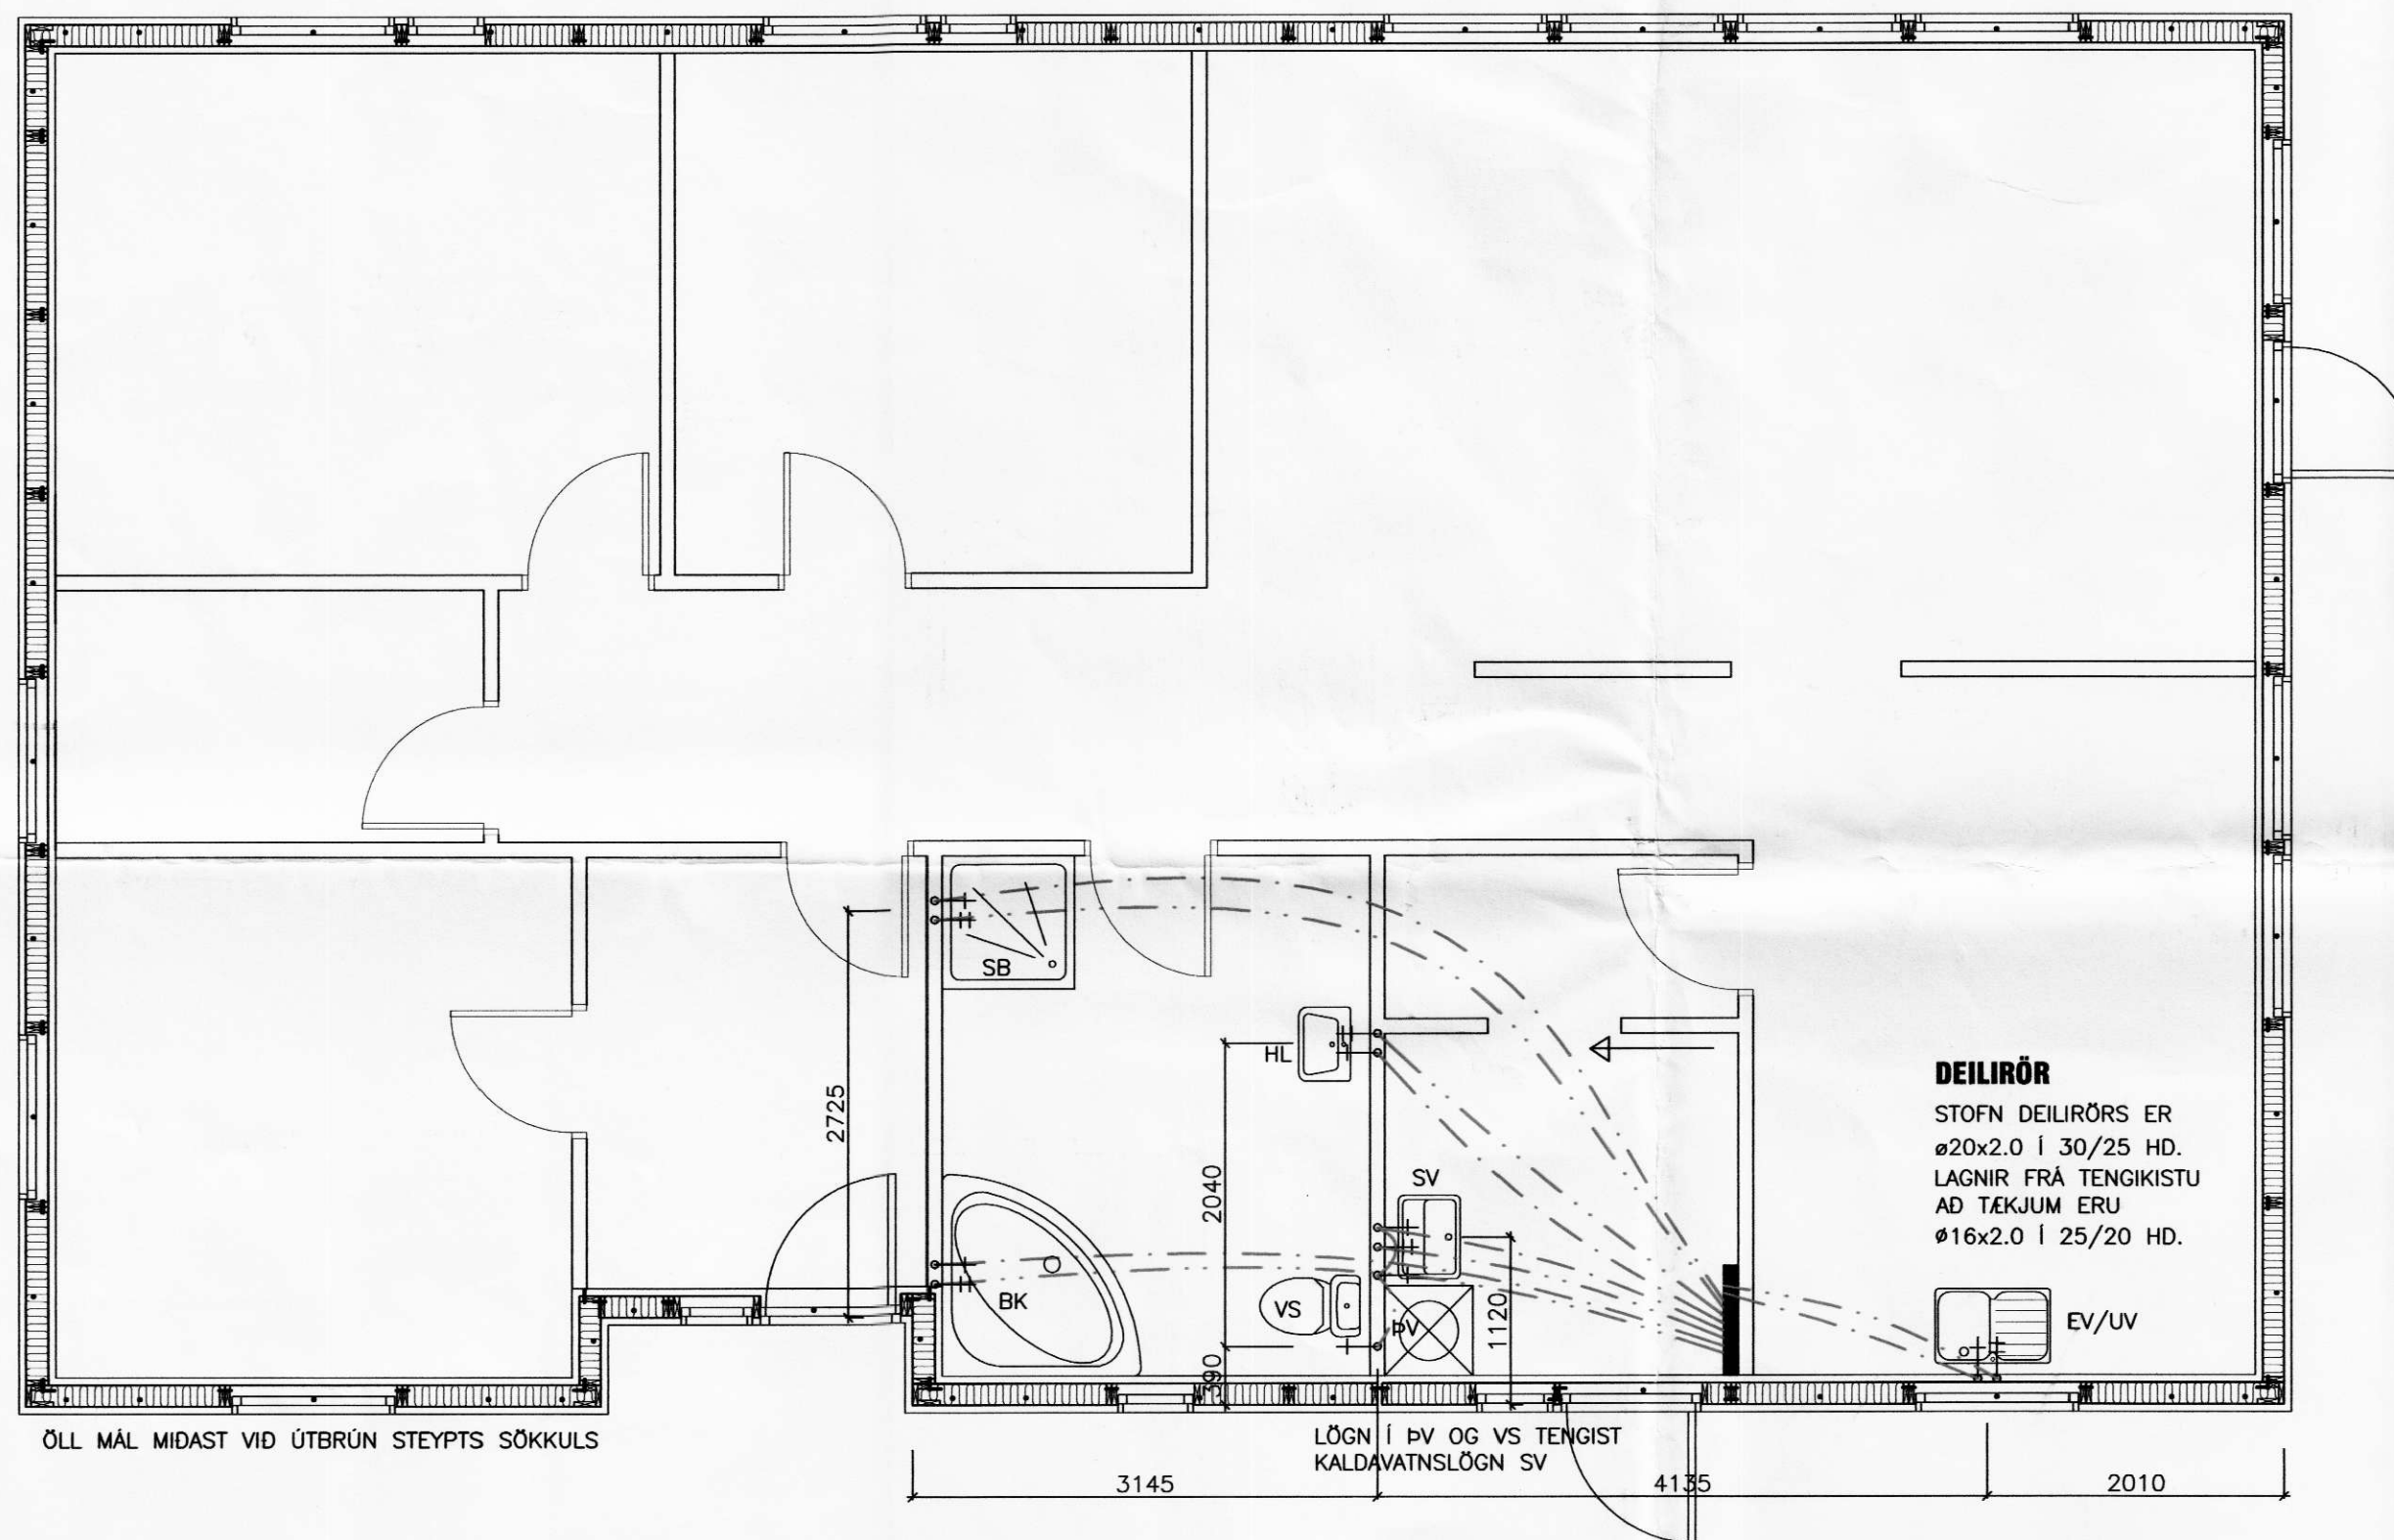 SB
HL
2725
2040
SV
BK
VS
ÞV
1120
390
DEILIRÖR
STOFN DEILIRÖRS ER
ø20x2.0 Í 30/25 HD.
LAGNIR FRÁ TENGIKISTU
AÐ TÆKJUM ERU
ø16x2.0 Í 25/20 HD.
EV/UV
ÖLL MÁL MIÐAST VIÐ ÚTBRÚN STEYPTS SÖKKULS
LÖGN Í ÞV OG VS TENGIST
KALDAVATNSLÖGN SV
3145
4135
2010